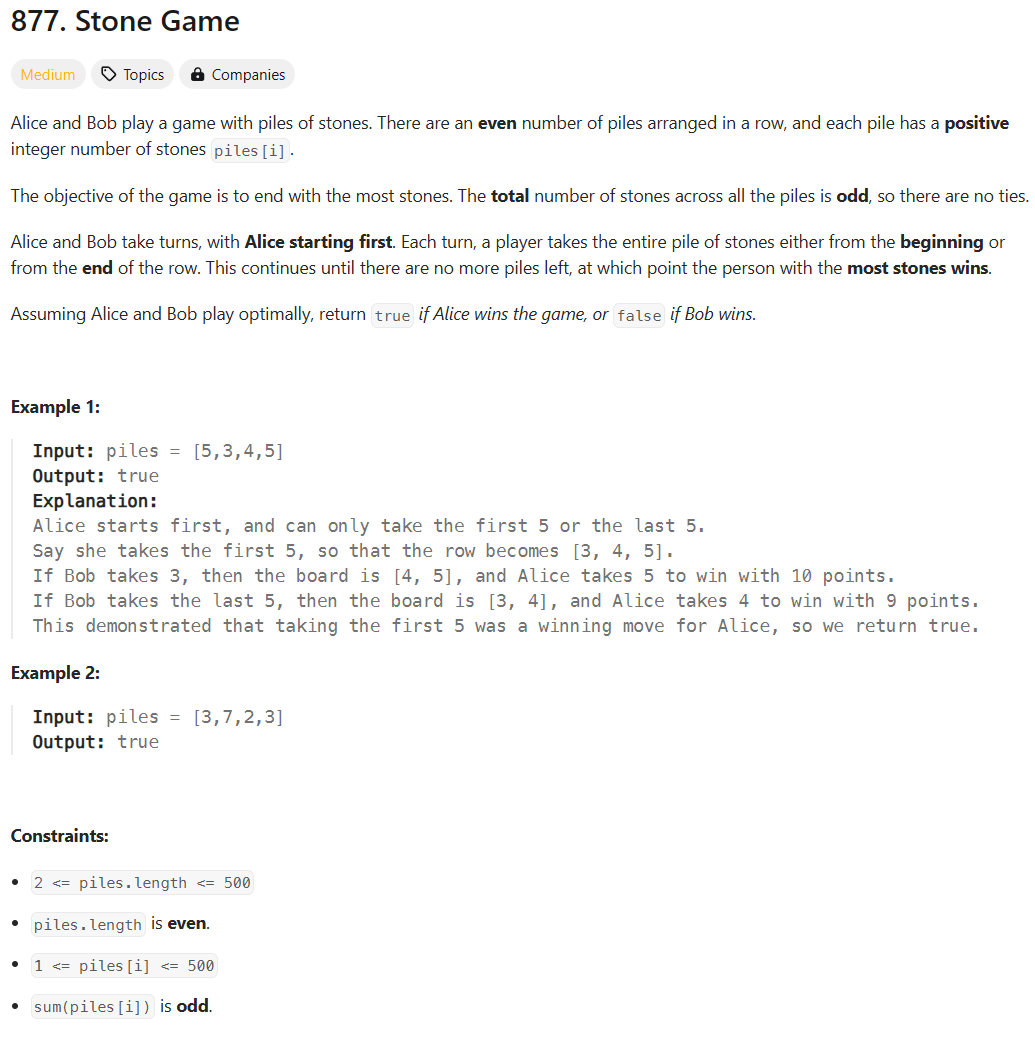 877. Stone Game
Medium Topics Companies
Alice and Bob play a game with piles of stones. There are an even number of piles arranged in a row, and each pile has a positive
integer number of stones piles[i].
The objective of the game is to end with the most stones. The total number of stones across all the piles is odd, so there are no ties.
Alice and Bob take turns, with Alice starting first. Each turn, a player takes the entire pile of stones either from the beginning or
from the end of the row. This continues until there are no more piles left, at which point the person with the most stones wins.
Assuming Alice and Bob play optimally, return true if Alice wins the game, or false if Bob wins.
Example 1:
Input: piles = [5,3,4,5]
Output: true
Explanation:
Alice starts first, and can only take the first 5 or the last 5.
Say she takes the first 5, so that the row becomes [3, 4, 5].
If Bob takes 3, then the board is [4, 5], and Alice takes 5 to win with 10 points.
If Bob takes the last 5, then the board is [3, 4], and Alice takes 4 to win with 9 points.
This demonstrated that taking the first 5 was a winning move for Alice, so we return true.
Example 2:
Input: piles = [3,7,2,3]
Output: true
Constraints:
• 2 <= piles.length <= 500
• piles.length is even.
• 1 <= piles[i] <= 500
• sum(piles[i]) is odd.